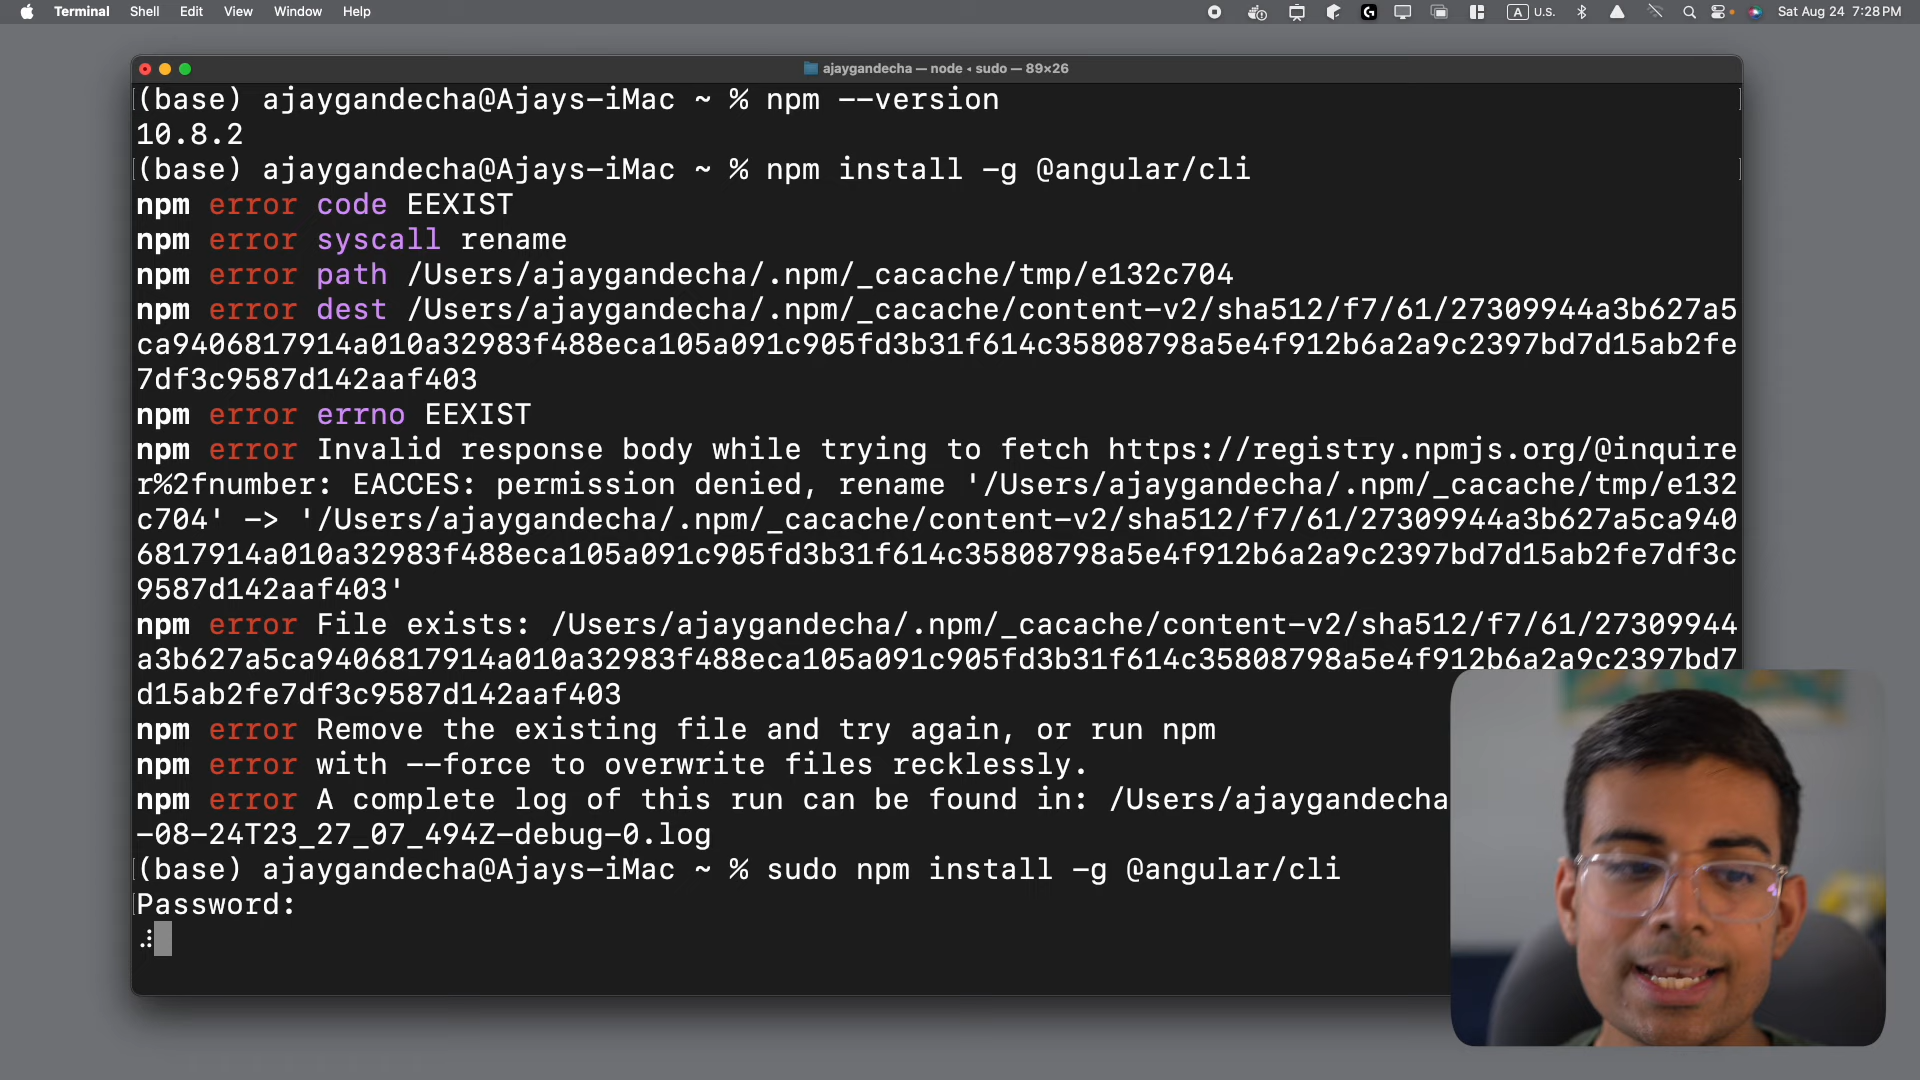 Terminal Shell Edit View Window Help A U.S. Sat Aug 24 7:28 PM
ajaygandecha — node ◂ sudo — 89×26
(base) ajaygandecha@Ajays-iMac ~ % npm --version
10.8.2
(base) ajaygandecha@Ajays-iMac ~ % npm install -g @angular/cli
npm error code EEXIST
npm error syscall rename
npm error path /Users/ajaygandecha/.npm/_cacache/tmp/e132c704
npm error dest /Users/ajaygandecha/.npm/_cacache/content-v2/sha512/f7/61/27309944a3b627a5
ca9406817914a010a32983f488eca105a091c905fd3b31f614c35808798a5e4f912b6a2a9c2397bd7d15ab2fe
7df3c9587d142aaf403
npm error errno EEXIST
npm error Invalid response body while trying to fetch https://registry.npmjs.org/@inquire
r%2fnumber: EACCES: permission denied, rename '/Users/ajaygandecha/.npm/_cacache/tmp/e132
c704' -> '/Users/ajaygandecha/.npm/_cacache/content-v2/sha512/f7/61/27309944a3b627a5ca940
6817914a010a32983f488eca105a091c905fd3b31f614c35808798a5e4f912b6a2a9c2397bd7d15ab2fe7df3c
9587d142aaf403'
npm error File exists: /Users/ajaygandecha/.npm/_cacache/content-v2/sha512/f7/61/27309944
a3b627a5ca9406817914a010a32983f488eca105a091c905fd3b31f614c35808798a5e4f912b6a2a9c2397bd7
d15ab2fe7df3c9587d142aaf403
npm error Remove the existing file and try again, or run npm
npm error with --force to overwrite files recklessly.
npm error A complete log of this run can be found in: /Users/ajaygandecha
-08-24T23_27_07_494Z-debug-0.log
(base) ajaygandecha@Ajays-iMac ~ % sudo npm install -g @angular/cli
Password: